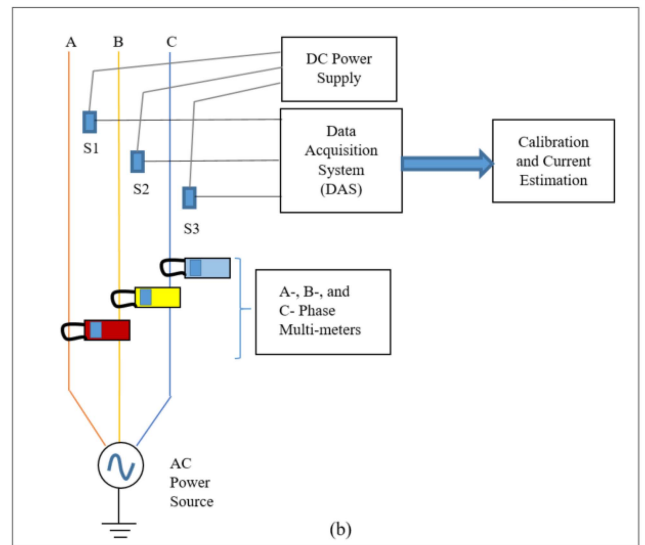 A B C
DC Power
Supply
S1
S2
S3
Data
Acquisition
System
(DAS)
Calibration
and Current
Estimation
A-, B-, and
C- Phase
Multi-meters
AC
Power
Source
(b)